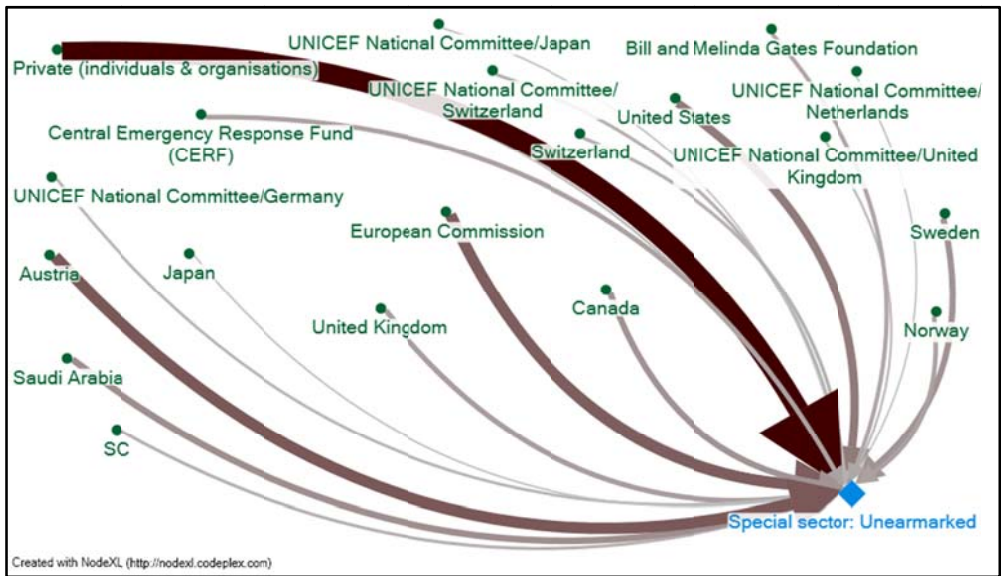 UNICEF National Committee/Japan
Bill and Melinda Gates Foundation
Private (individuals & organisations)
UNICEF National Committee/
Switzerland
UNICEF National Committee/
Netherlands
United States
Central Emergency Response Fund
(CERF)
Switzerland
UNICEF National Committee/United
Kingdom
UNICEF National Committee/Germany
European Commission
Sweden
Austria
Japan
Canada
United Kingdom
Norway
Saudi Arabia
SC
Special sector: Unearmarked
Created with NodeXL (http://nodexl.codeplex.com)